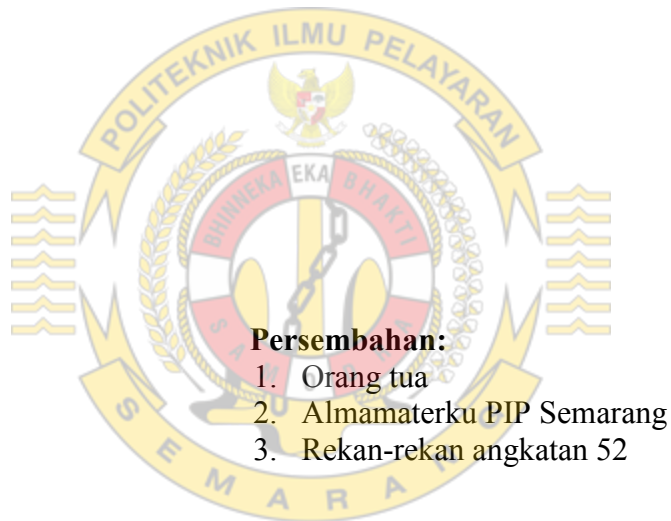 POLITEKNIK ILMU PELAYARAN
BHINNEKA EKA BHAKTI
SAMODRA
Persembahan:
1. Orang tua
2. Almamaterku PIP Semarang
3. Rekan-rekan angkatan 52
SEMARANG